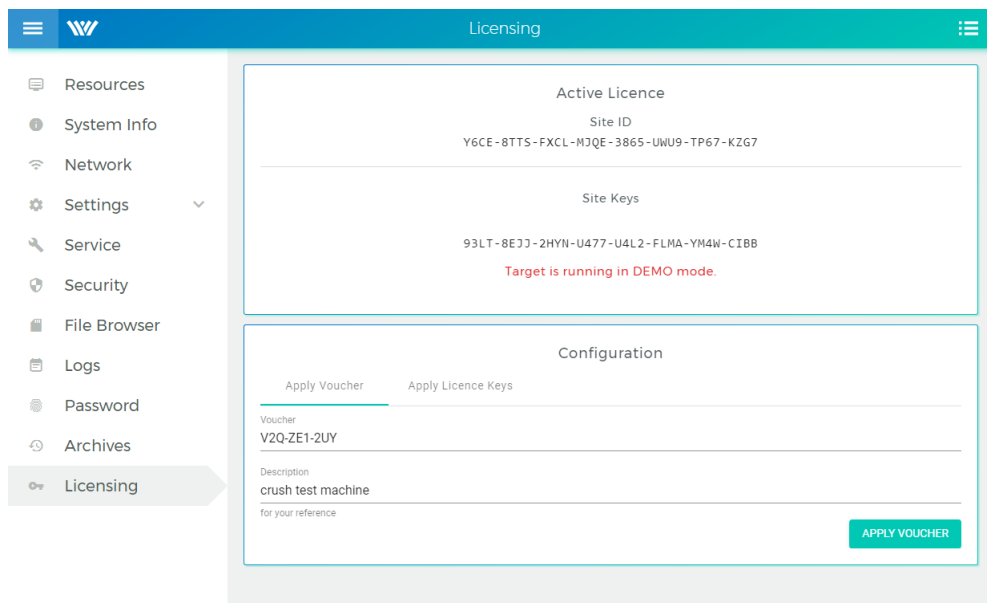 Licensing
Resources
System Info
Network
Settings
Service
Security
File Browser
Logs
Password
Archives
Licensing
Active Licence
Site ID
Y6CE-8TTS-FXCL-MJQE-3865-UWU9-TP67-KZG7
Site Keys
93LT-8EJJ-2HYN-U477-U4L2-FLMA-YM4W-CIBB
Target is running in DEMO mode.
Configuration
Apply Voucher Apply Licence Keys
Voucher
V2Q-ZE1-2UY
Description
crush test machine
for your reference
APPLY VOUCHER